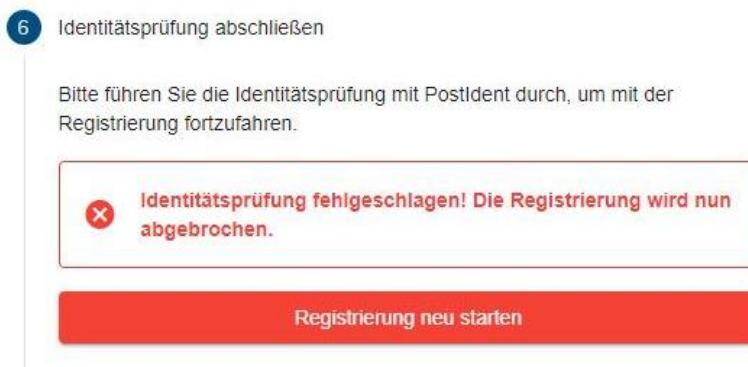 6 Identitätsprüfung abschließen
Bitte führen Sie die Identitätsprüfung mit PostIdent durch, um mit der
Registrierung fortzufahren.
Identitätsprüfung fehlgeschlagen! Die Registrierung wird nun
abgebrochen.
Registrierung neu starten